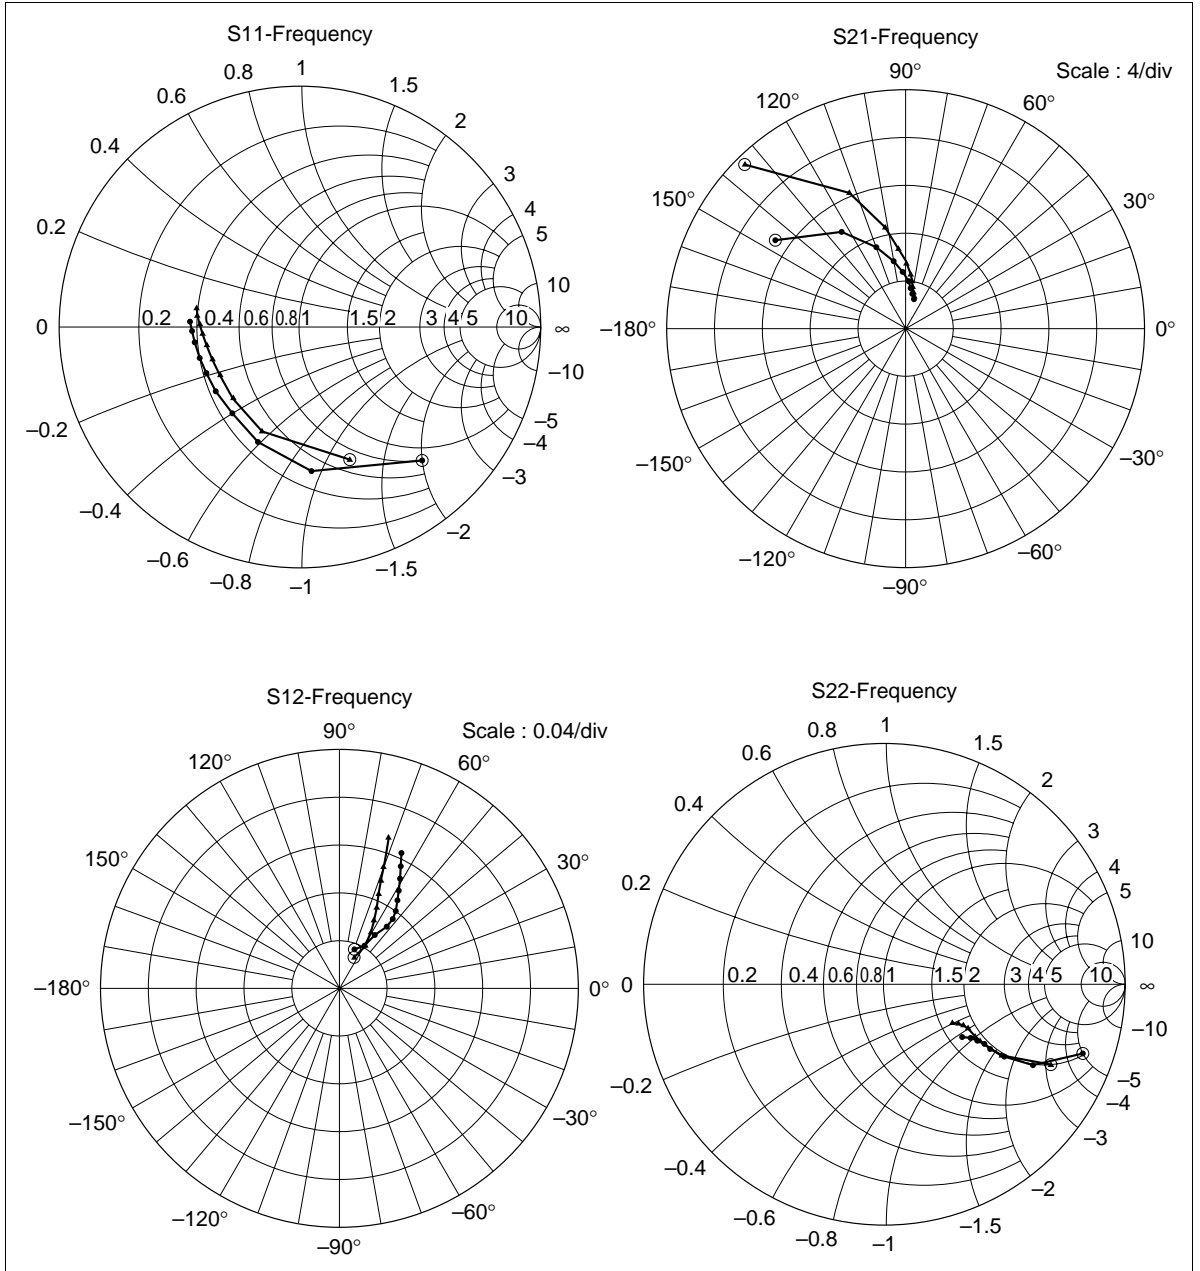 S11-Frequency
0.8 1 1.5
0.6 2
0.4 3
0.2 4
5
10
0 0.2 0.4 0.6 0.8 1 1.5 2 3 4 5 10 ∞
–10
–0.2 –5
–4
–0.4 –3
–0.6 –2
–0.8 –1 –1.5
S21-Frequency
Scale : 4/div
90°
120° 60°
150° 30°
–180° 0°
–150° –30°
–120° –60°
–90°
S12-Frequency
Scale : 0.04/div
90°
120° 60°
150° 30°
–180° 0°
–150° –30°
–120° –60°
–90°
S22-Frequency
0.8 1 1.5
0.6 2
0.4 3
0.2 4
5
10
0 0.2 0.4 0.6 0.8 1 1.5 2 3 4 5 10 ∞
–10
–0.2 –5
–4
–0.4 –3
–0.6 –2
–0.8 –1 –1.5